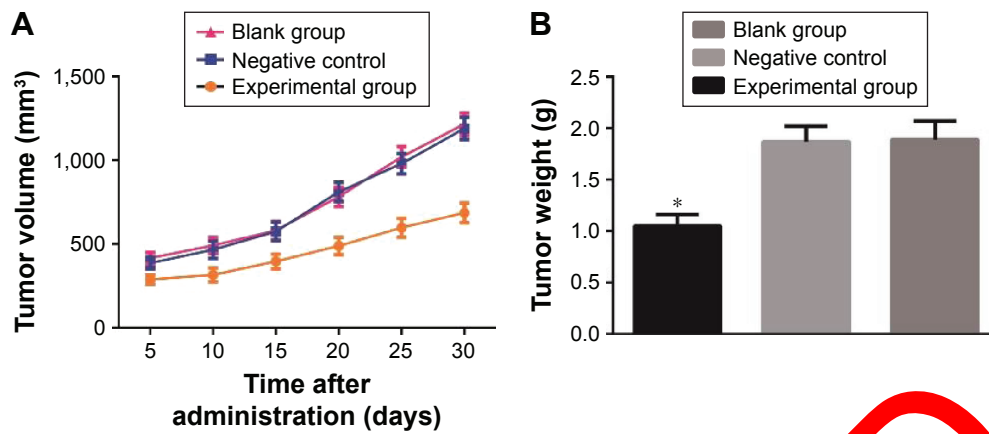 A
Blank group
Negative control
Experimental group
Tumor volume (mm³)
1,500
1,000
500
0
5 10 15 20 25 30
Time after
administration (days)
B
Blank group
Negative control
Experimental group
Tumor weight (g)
2.5
2.0
1.5
1.0
0.5
0.0
*